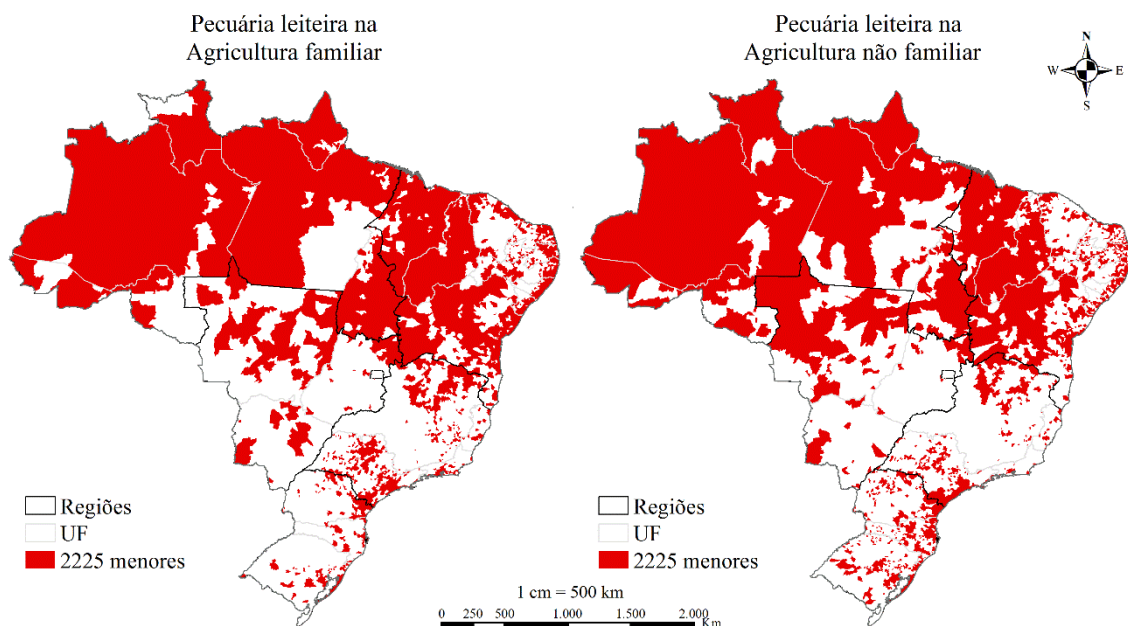 Pecuária leiteira na
Agricultura familiar
Pecuária leiteira na
Agricultura não familiar
N
W E
S
Regiões
UF
2225 menores
Regiões
UF
2225 menores
1 cm = 500 km
0 250 500 1.000 1.500 2.000
Km